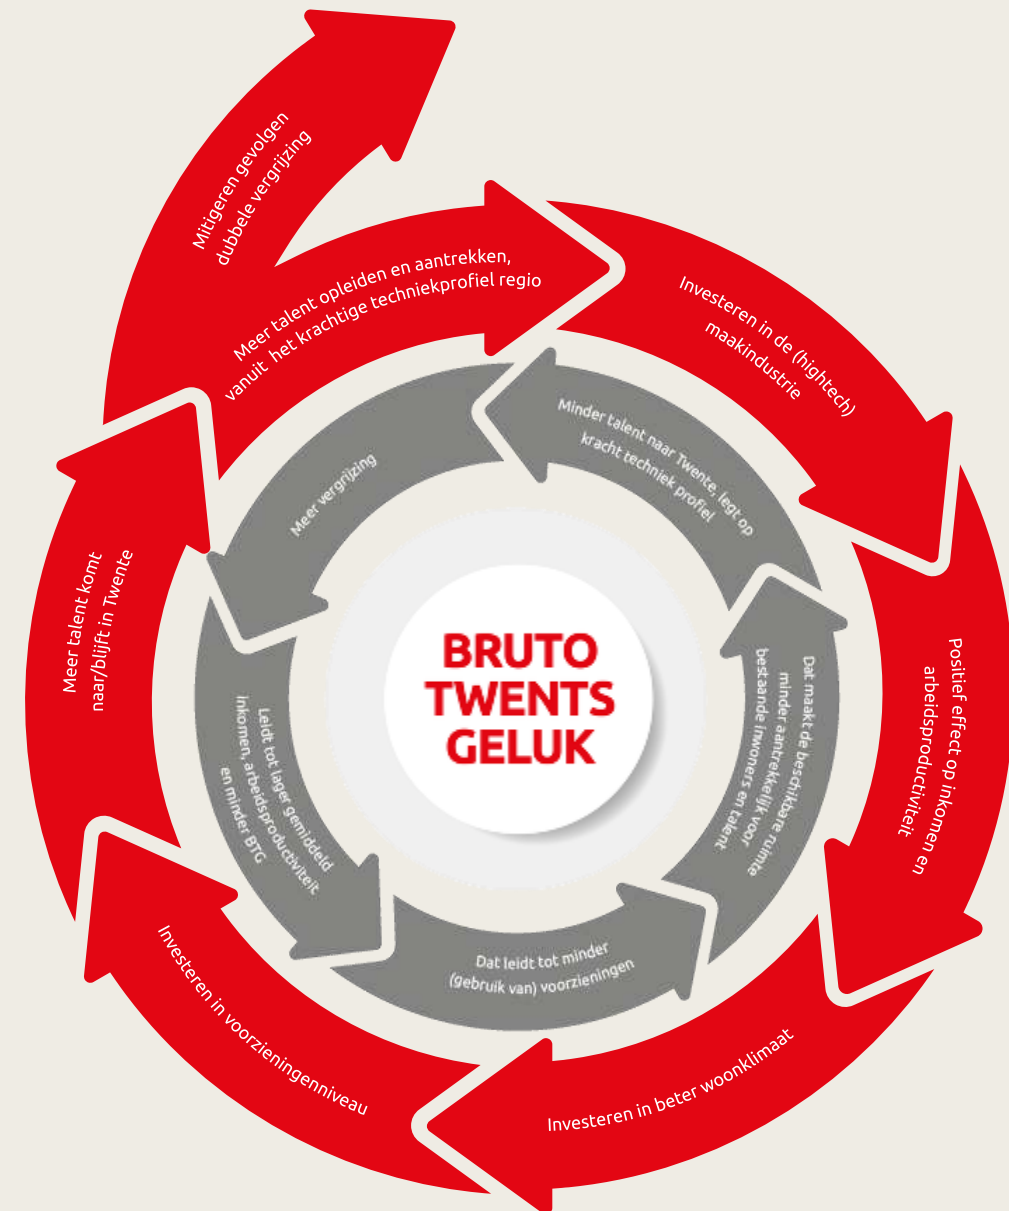 Mitigeren gevolgen
dubbele vergrijzing
Meer talent opleiden en aantrekken,
vanuit het krachtige techniekprofiel regio
Investeren in de (hightech)
maakindustrie
Positief effect op inkomen en
arbeidsproductiviteit
Investeren in beter woonklimaat
Investeren in voorzieningenniveau
Meer talent komt
naar/blijft in Twente
Minder talent naar Twente, legt op
kracht techniek profiel
Meer vergrijzing
Leidt tot lager gemiddeld
inkomen, arbeidsproductiviteit
en minder BTG
Dat leidt tot minder
(gebruik van) voorzieningen
Dat maakt de beschikbare ruimte
minder aantrekkelijk voor
bestaande inwoners en talent
BRUTO
TWENTS
GELUK